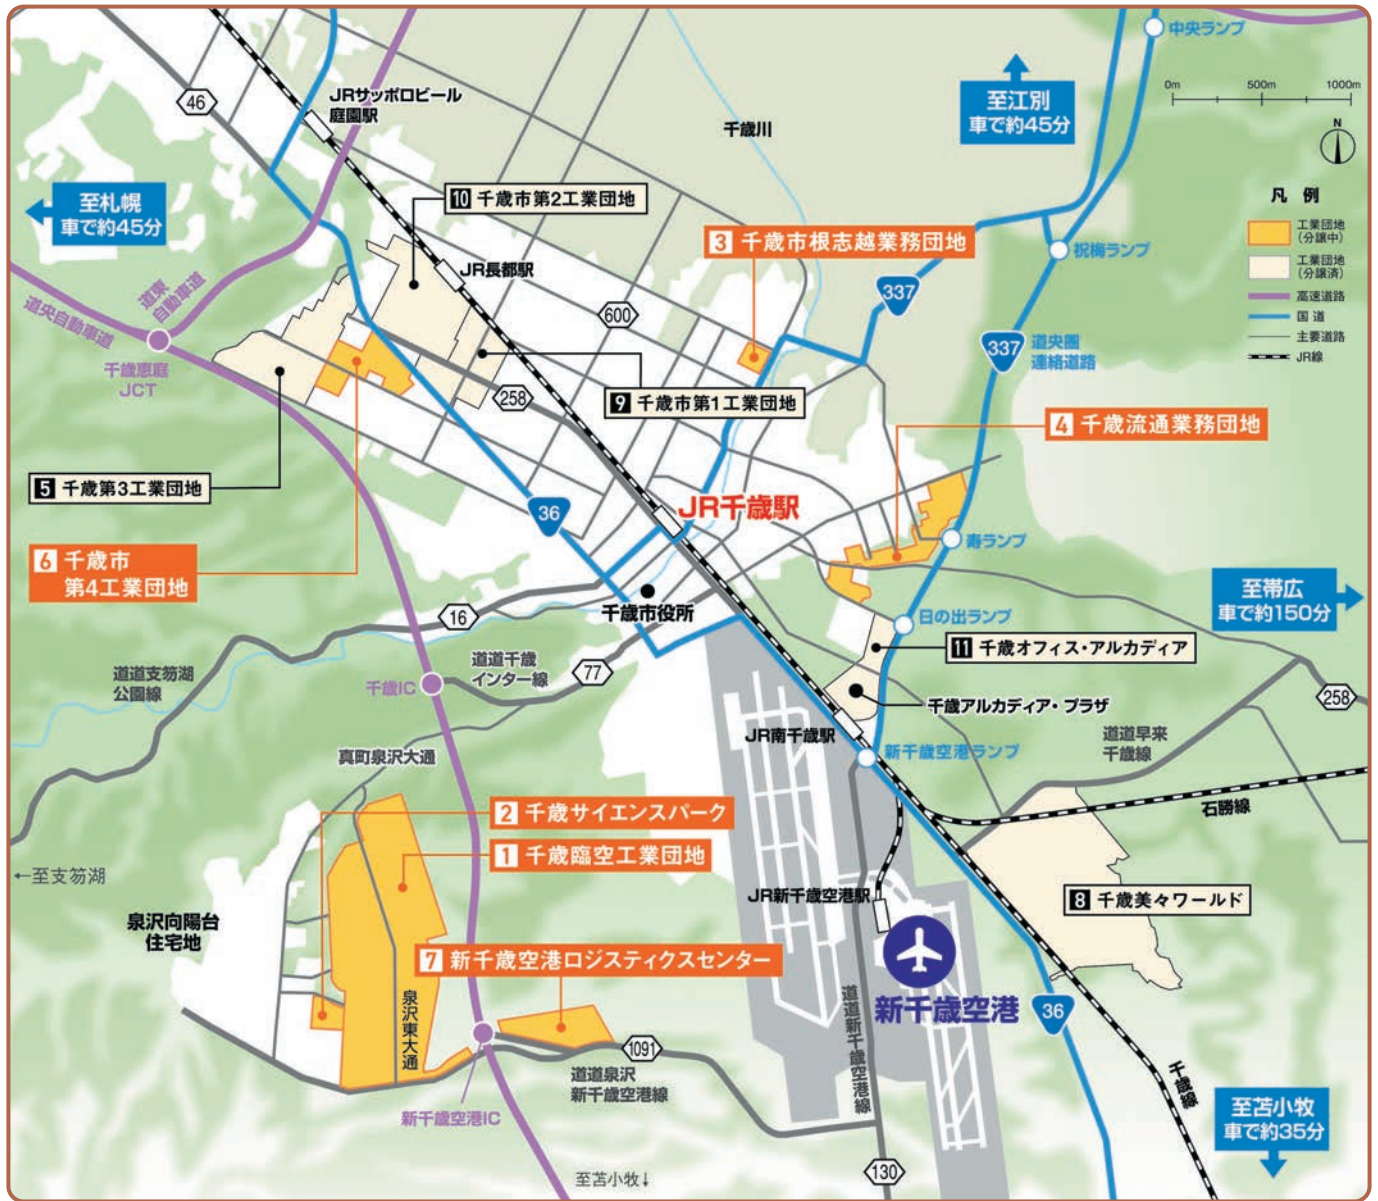 中央ランプ
0m 500m 1000m
N
至江別
車で約45分
46
JRサッポロビール
庭園駅
千歳川
凡 例
工業団地
(分譲中)
工業団地
(分譲済)
高速道路
国 道
主要道路
JR線
至札幌
車で約45分
10 千歳市第2工業団地
3 千歳市根志越業務団地
祝梅ランプ
JR長都駅
道東
自動車道
道央自動車道
600
337
337
道央圏
連絡道路
千歳恵庭
JCT
258
9 千歳市第1工業団地
4 千歳流通業務団地
5 千歳第3工業団地
36
JR千歳駅
寿ランプ
6 千歳市
第4工業団地
至帯広
車で約150分
千歳市役所
16
日の出ランプ
11 千歳オフィス・アルカディア
道道支笏湖
公園線
道道千歳
インター線
77
千歳IC
258
千歳アルカディア・プラザ
JR南千歳駅
道道早来
千歳線
真町泉沢大通
新千歳空港ランプ
石勝線
2 千歳サイエンスパーク
1 千歳臨空工業団地
←至支笏湖
JR新千歳空港駅
8 千歳美々ワールド
泉沢向陽台
住宅地
7 新千歳空港ロジスティクスセンター
泉沢東大通
新千歳空港
36
道道新千歳空港線
1091
道道泉沢
新千歳空港線
千歳線
新千歳空港IC
至苫小牧
車で約35分
130
至苫小牧↓